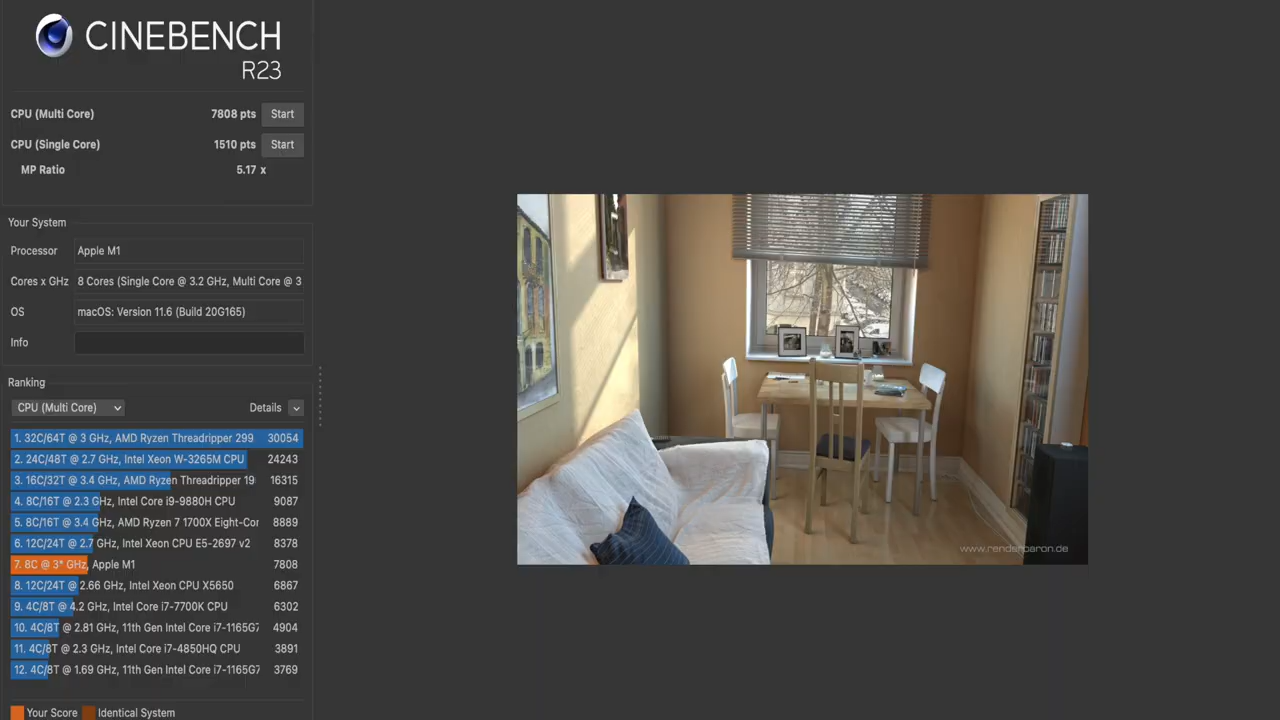 CINEBENCH
R23
CPU (Multi Core) 7808 pts Start
CPU (Single Core) 1510 pts Start
MP Ratio 5.17 x
Your System
Processor Apple M1
Cores x GHz 8 Cores (Single Core @ 3.2 GHz, Multi Core @ 3
OS macOS: Version 11.6 (Build 20G165)
Info
Ranking
CPU (Multi Core) Details
1. 32C/64T @ 3 GHz, AMD Ryzen Threadripper 299 30054
2. 24C/48T @ 2.7 GHz, Intel Xeon W-3265M CPU 24243
3. 16C/32T @ 3.4 GHz, AMD Ryzen Threadripper 19 16315
4. 8C/16T @ 2.3 GHz, Intel Core i9-9880H CPU 9087
5. 8C/16T @ 3.4 GHz, AMD Ryzen 7 1700X Eight-Cor 8889
6. 12C/24T @ 2.7 GHz, Intel Xeon CPU E5-2697 v2 8378
7. 8C @ 3* GHz, Apple M1 7808
8. 12C/24T @ 2.66 GHz, Intel Xeon CPU X5650 6867
9. 4C/8T @ 4.2 GHz, Intel Core i7-7700K CPU 6302
10. 4C/8T @ 2.81 GHz, 11th Gen Intel Core i7-1165G7 4904
11. 4C/8T @ 2.3 GHz, Intel Core i7-4850HQ CPU 3891
12. 4C/8T @ 1.69 GHz, 11th Gen Intel Core i7-1165G7 3769
Your Score Identical System
www.renderbaron.de